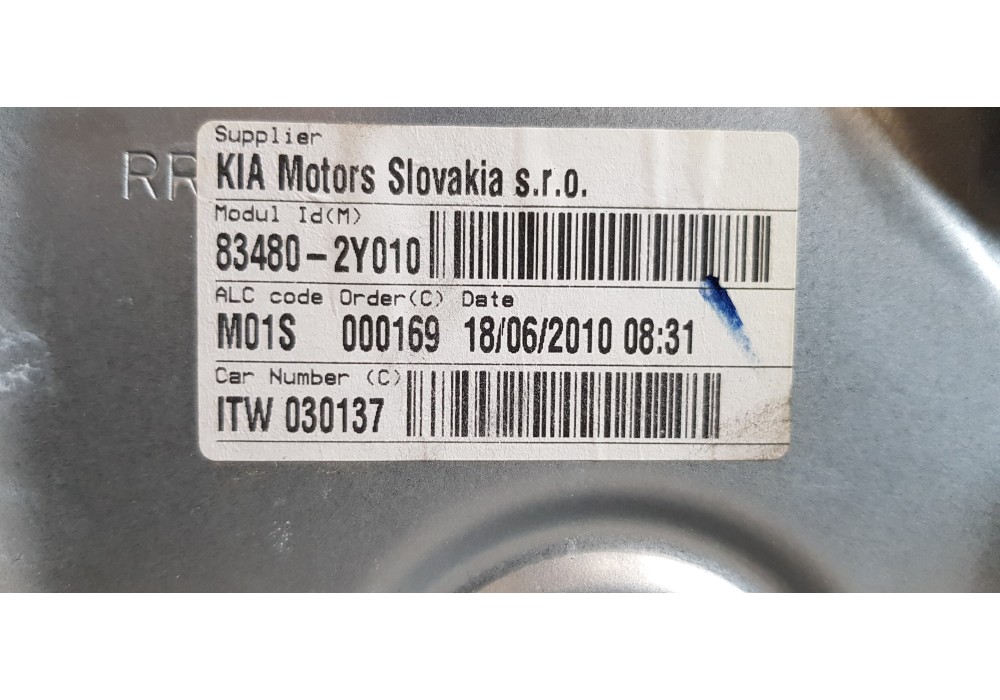 Supplier
RR
KIA Motors Slovakia s.r.o.
Modul Id(M)
83480-2Y010
ALC code Order(C) Date
M01S 000169 18/06/2010 08:31
Car Number (C)
ITW 030137